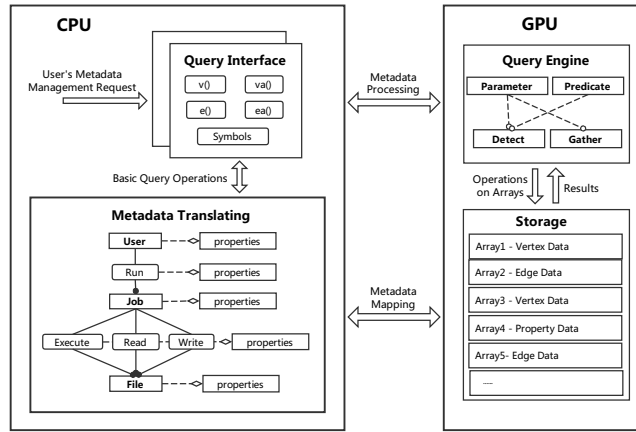 CPU
User's Metadata
Management Request
Query Interface
v()
va()
e()
ea()
Symbols
Basic Query Operations
Metadata Translating
User
properties
Run
properties
Job
properties
Execute
Read
Write
properties
File
properties
Metadata
Processing
Metadata
Mapping
GPU
Query Engine
Parameter
Predicate
Detect
Gather
Operations
on Arrays
Results
Storage
Array1 - Vertex Data
Array2 - Edge Data
Array3 - Vertex Data
Array4 - Property Data
Array5- Edge Data
......